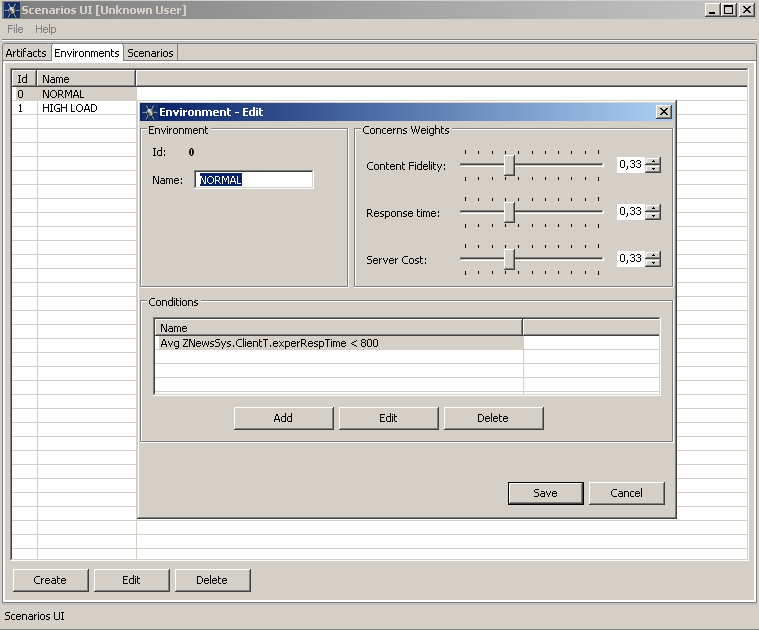 Scenarios UI [Unknown User]
File Help
Artifacts Environments Scenarios
Id Name
0 NORMAL
1 HIGH LOAD
Environment - Edit
Environment
Id: 0
Name: NORMAL
Concerns Weights
Content Fidelity: 0,33
Response time: 0,33
Server Cost: 0,33
Conditions
Name
Avg ZNewsSys.ClientT.experRespTime < 800
Add Edit Delete
Save Cancel
Create Edit Delete
Scenarios UI